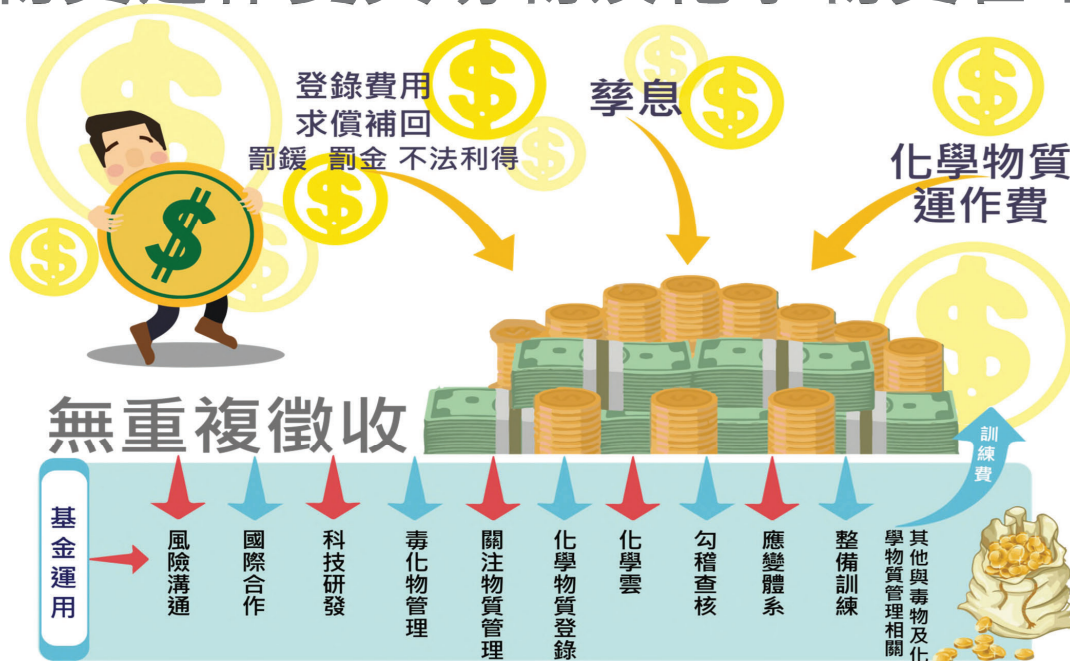 登錄費用
求償補回
罰鍰 罰金 不法利得
孳息
化學物質
運作費
無重複徵收
訓練費
基金運用
風險溝通
國際合作
科技研發
毒化物管理
關注物質管理
化學物質登錄
化學雲
勾稽查核
應變體系
整備訓練
其他與毒物及化
學物質管理相關